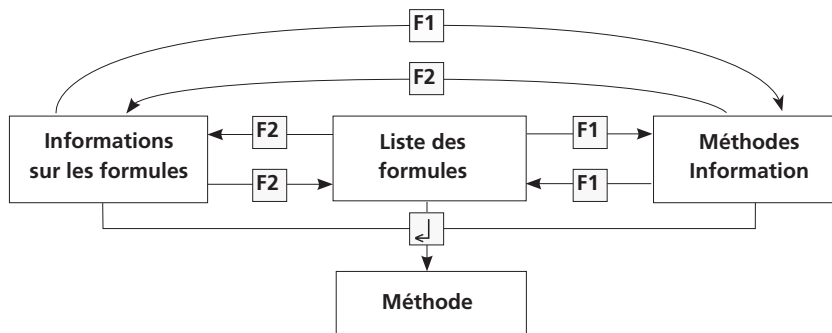 F1
F2
Informations
sur les formules
F2
F2
Liste des
formules
F1
F1
Méthodes
Information
Méthode